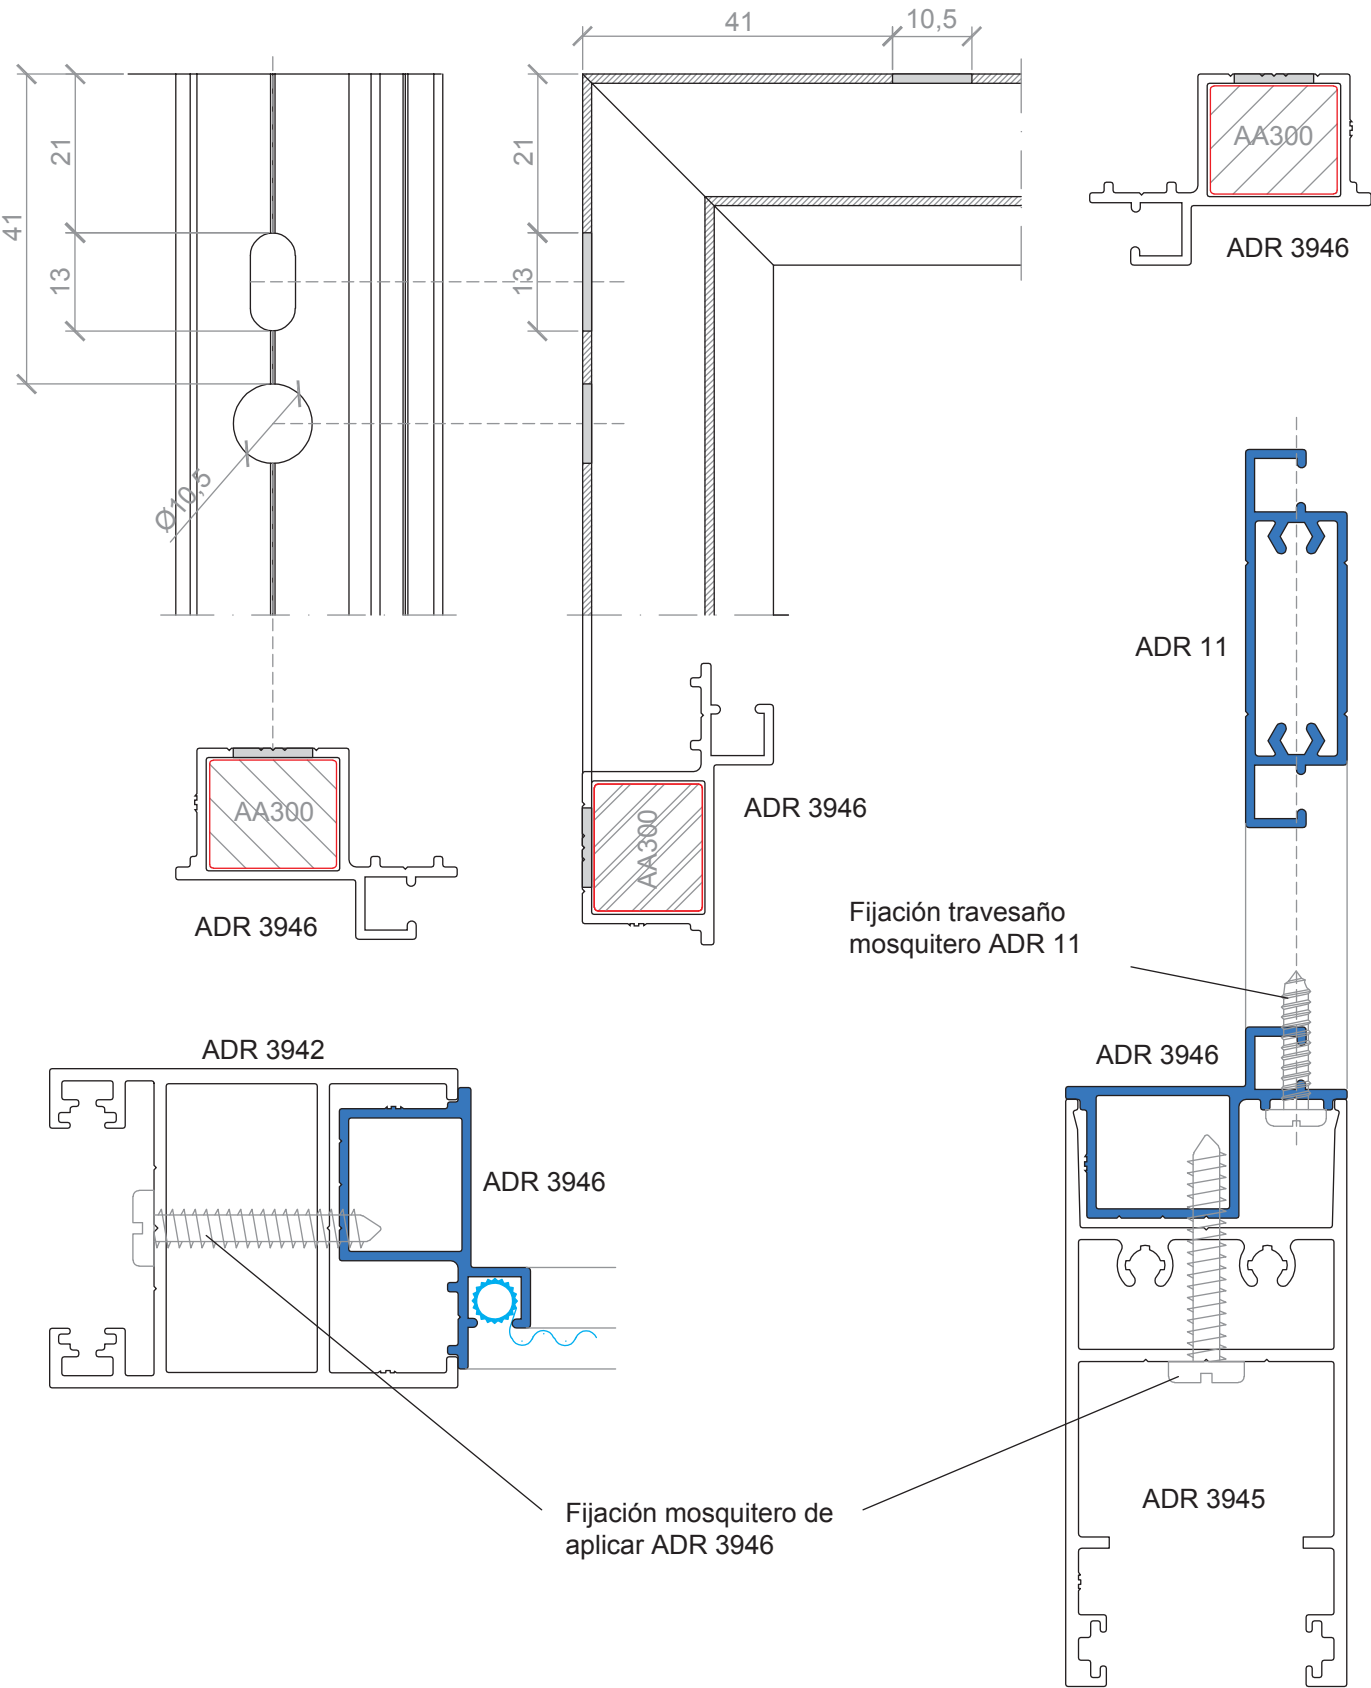 41
10,5
21
41
13
Ø10,5
21
13
AA300
ADR 3946
AA300
ADR 3946
AA300
ADR 3946
ADR 11
Fijación travesaño
mosquitero ADR 11
ADR 3942
ADR 3946
ADR 3946
Fijación mosquitero de
aplicar ADR 3946
ADR 3945